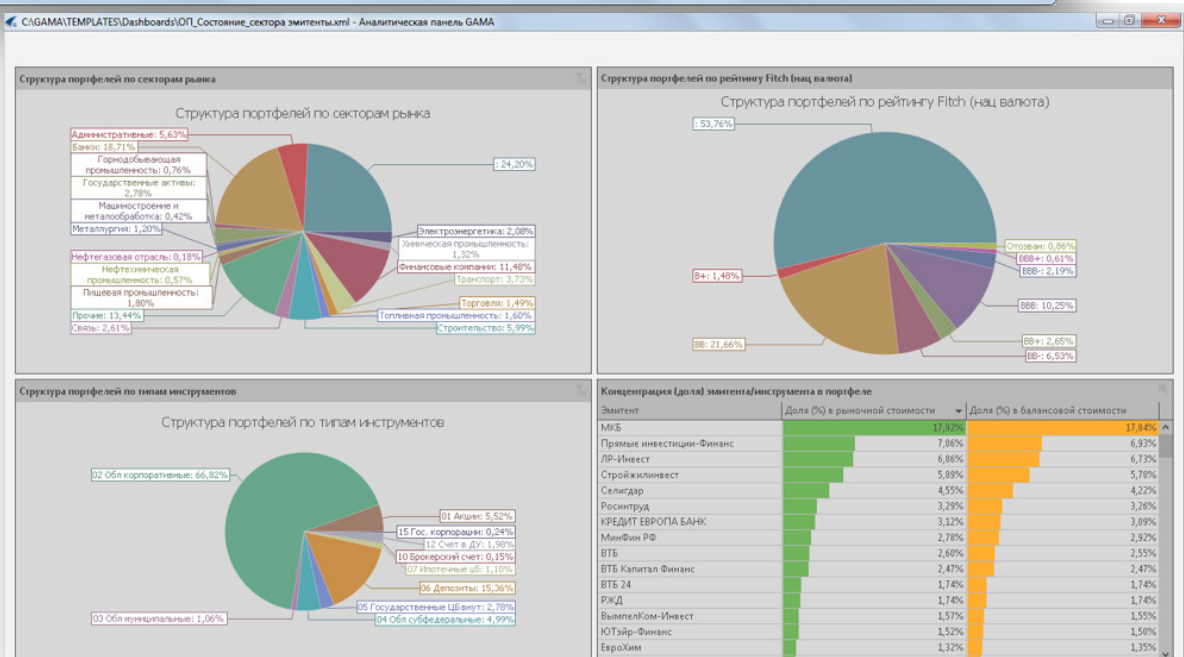 C:\GAMA\TEMPLATES\Dashboards\ОП_Состояние_сектора эмитенты.xml - Аналитическая панель GAMA
Структура портфелей по секторам рынка
Структура портфелей по секторам рынка
Административные: 5,63%
Банки: 18,71%
Горнодобывающая
промышленность: 0,76%
Государственные активы:
2,78%
Машиностроение и
металообработка: 0,42%
Металлургия: 1,20%
Нефтегазовая отрасль: 0,18%
Нефтехимическая
промышленность: 0,57%
Пищевая промышленность:
1,80%
Прочие: 13,44%
Связь: 2,61%
: 24,20%
Электроэнергетика: 2,08%
Химическая промышленность:
1,32%
Финансовые компании: 11,48%
Транспорт: 3,73%
Торговля: 1,49%
Топливная промышленность: 1,60%
Строительство: 5,99%
Структура портфелей по рейтингу Fitch (нац валюта)
Структура портфелей по рейтингу Fitch (нац валюта)
: 53,76%
B+: 1,48%
BB: 21,66%
Отозван: 0,86%
BBB+: 0,61%
BBB-: 2,19%
BBB: 10,25%
BB+: 2,65%
BB-: 6,53%
Структура портфелей по типам инструментов
Структура портфелей по типам инструментов
02 Обл корпоративные: 66,82%
03 Обл муниципальные: 1,06%
01 Акции: 5,52%
15 Гос. корпорации: 0,24%
12 Счет в ДУ: 1,98%
10 Брокерский счет: 0,15%
07 Ипотечные цб: 1,10%
06 Депозиты: 15,36%
05 Государственные ЦБ внут: 2,78%
04 Обл субфедеральные: 4,99%
Концентрация (доля) эмитента/инструмента в портфеле
Эмитент Доля (%) в рыночной стоимости Доля (%) в балансовой стоимости
МКБ 17,92% 17,84%
Прямые инвестиции-Финанс 7,06% 6,93%
ЛР-Инвест 6,86% 6,73%
Стройжилинвест 5,89% 5,78%
Селигдар 4,55% 4,22%
Росинтруд 3,29% 3,26%
КРЕДИТ ЕВРОПА БАНК 3,12% 3,09%
МинФин РФ 2,78% 2,92%
ВТБ 2,60% 2,55%
ВТБ Капитал Финанс 2,47% 2,47%
ВТБ 24 1,74% 1,74%
РЖД 1,74% 1,74%
ВымпелКом-Инвест 1,57% 1,55%
ЮТэйр-Финанс 1,52% 1,50%
ЕвроХим 1,32% 1,35%